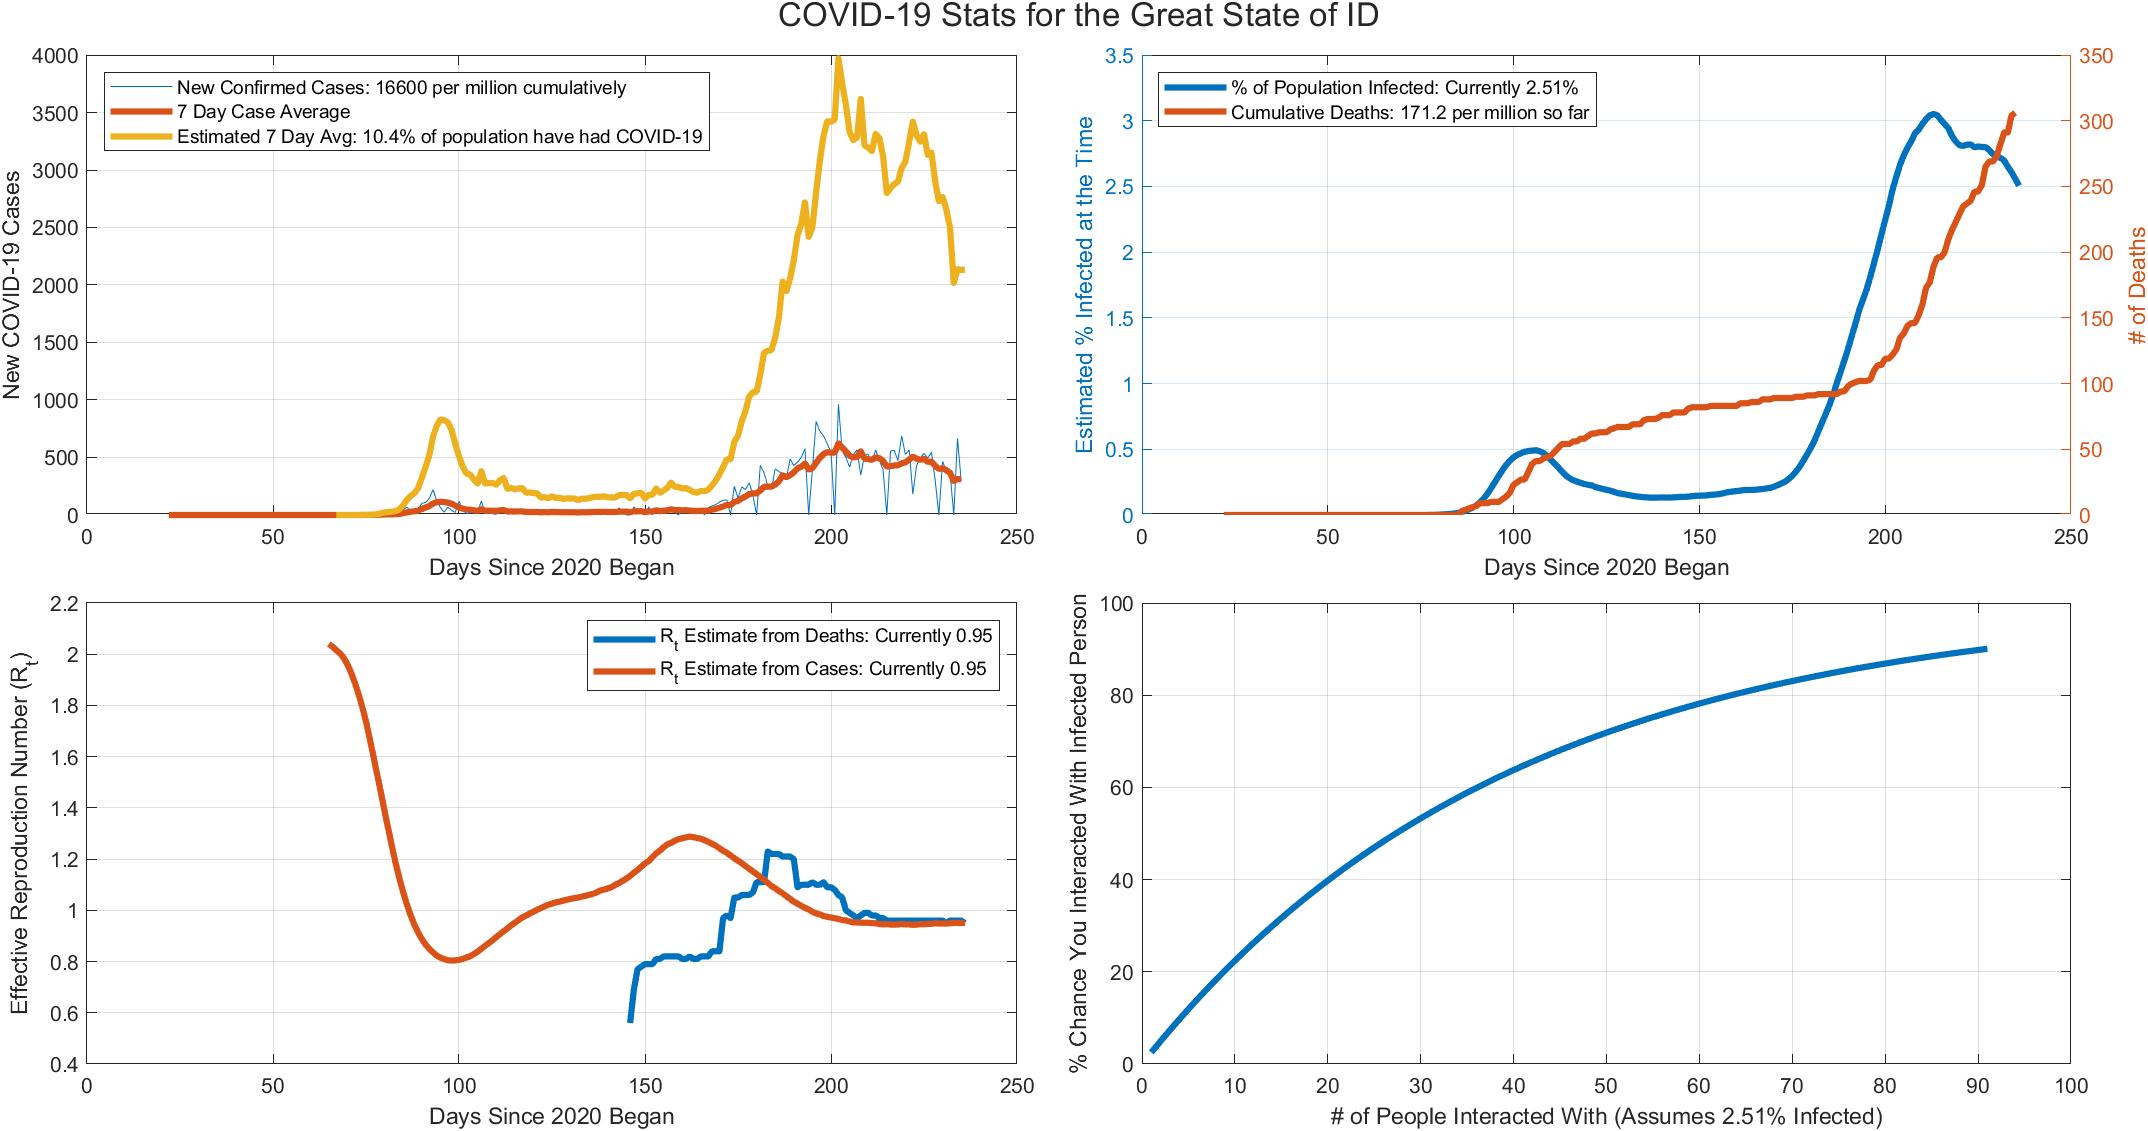 COVID-19 Stats for the Great State of ID
4000
3500
3000
2500
2000
1500
1000
500
0
New COVID-19 Cases
New Confirmed Cases: 16600 per million cumulatively
7 Day Case Average
Estimated 7 Day Avg: 10.4% of population have had COVID-19
0 50 100 150 200 250
Days Since 2020 Began
3.5
3
2.5
2
1.5
1
0.5
0
Estimated % Infected at the Time
% of Population Infected: Currently 2.51%
Cumulative Deaths: 171.2 per million so far
350
300
250
200
150
100
50
0
# of Deaths
0 50 100 150 200 250
Days Since 2020 Began
2.2
2
1.8
1.6
1.4
1.2
1
0.8
0.6
0.4
Effective Reproduction Number (Rt)
Rt Estimate from Deaths: Currently 0.95
Rt Estimate from Cases: Currently 0.95
0 50 100 150 200 250
Days Since 2020 Began
100
80
60
40
20
0
% Chance You Interacted With Infected Person
0 10 20 30 40 50 60 70 80 90 100
# of People Interacted With (Assumes 2.51% Infected)